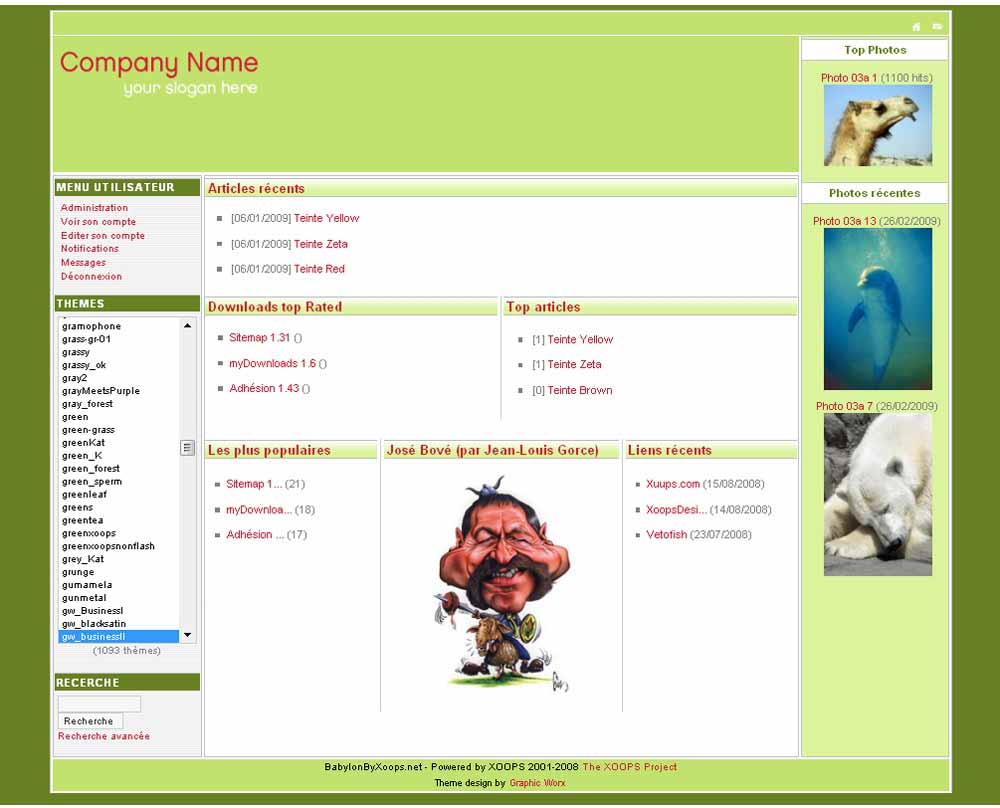 Company Name
your slogan here
MENU UTILISATEUR
Administration
Voir son compte
Editer son compte
Notifications
Messages
Déconnexion
THEMES
gramophone
grass-gr-01
grassy
grassy_ok
gray2
grayMeetsPurple
gray_forest
green
green-grass
greenKat
green_K
green_forest
green_sperm
greenleaf
greens
greentea
greenxoops
greenxoopsnonflash
grey_Kat
grunge
gumamela
gunmetal
gw_BusinessI
gw_blacksatin
gw_businessII
(1093 thèmes)
RECERCHE
Recherche
Recherche avancée
Articles récents
[06/01/2009] Teinte Yellow
[06/01/2009] Teinte Zeta
[06/01/2009] Teinte Red
Downloads top Rated
Sitemap 1.31 ()
myDownloads 1.6 ()
Adhésion 1.43 ()
Top articles
[1] Teinte Yellow
[1] Teinte Zeta
[0] Teinte Brown
Les plus populaires
Sitemap 1... (21)
myDownloa... (18)
Adhésion ... (17)
José Bové (par Jean-Louis Gorce)
Liens récents
Xuups.com (15/08/2008)
XoopsDesi... (14/08/2008)
Vetofish (23/07/2008)
Top Photos
Photo 03a 1 (1100 hits)
Photos récentes
Photo 03a 13 (26/02/2009)
Photo 03a 7 (26/02/2009)
BabylonByXoops.net - Powered by XOOPS 2001-2008 The XOOPS Project
Theme design by Graphic Worx